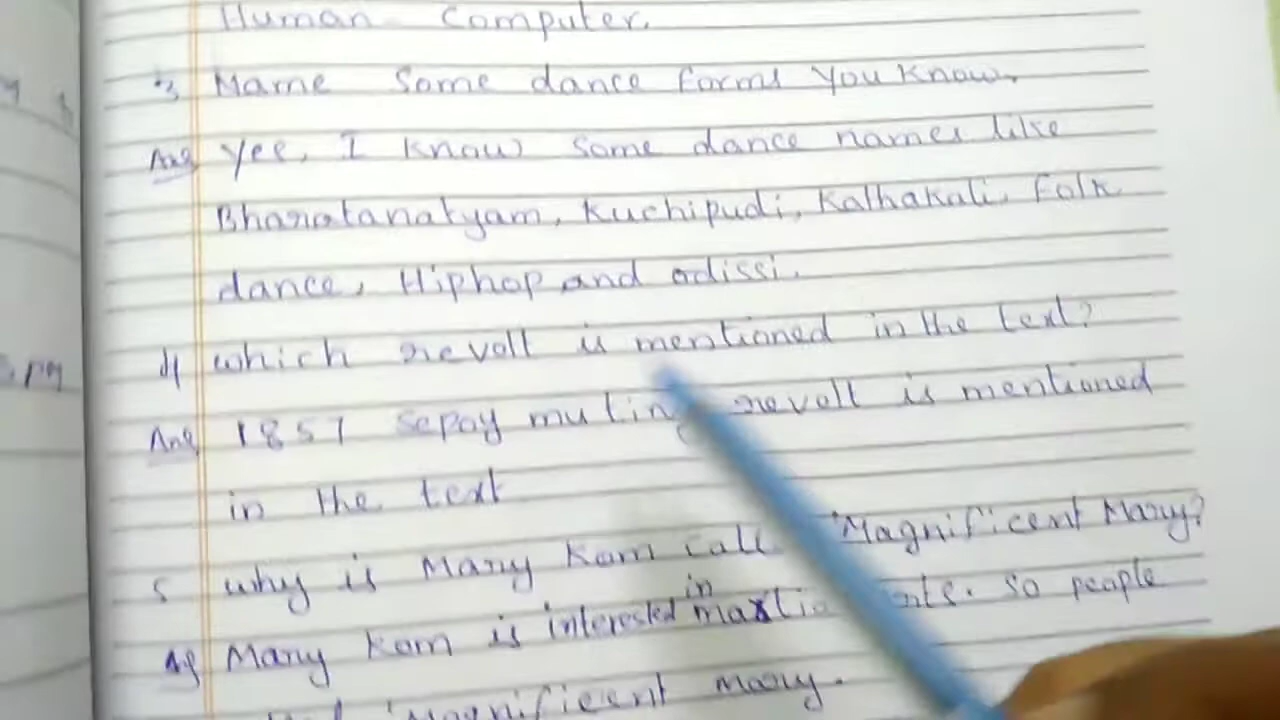 Human Computer.
3 Name Some dance forms you know.
Ans Yes, I know some dance names like
Bharatanatyam, Kuchipudi, Kathakali, Folk
dance, Hiphop and odissi.
4 which revolt is mentioned in the text?
Ans 1857 Sepoy mutiny revolt is mentioned
in the text
5 why is Mary Kom call 'Magnificent Mary?
Ans Mary Kom is interested in so people
'Magnificent Mary.